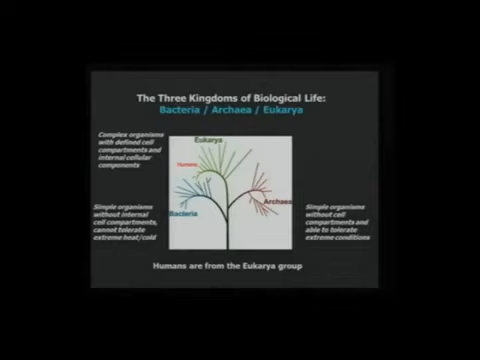 The Three Kingdoms of Biological Life:
Bacteria / Archaea / Eukarya
Complex organisms
with defined cell
compartments and
internal cellular
components
Eukarya
Humans
Bacteria
Archaea
Simple organisms
without internal
cell compartments,
cannot tolerate
extreme heat/cold
Simple organisms
without cell
compartments and
able to tolerate
extreme conditions
Humans are from the Eukarya group